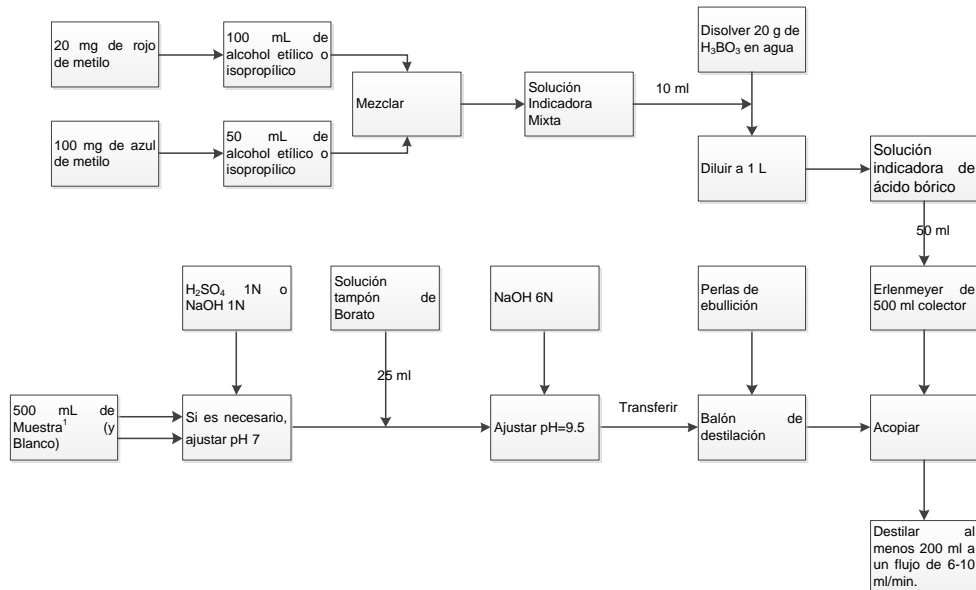 20 mg de rojo
de metilo
100 mL de
alcohol etílico o
isopropílico
Mezclar
Solución
Indicadora
Mixta
10 ml
Disolver 20 g de
H₃BO₃ en agua
100 mg de azul
de metilo
50 mL de
alcohol etílico o
isopropílico
Diluir a 1 L
Solución
indicadora de
ácido bórico
50 ml
H₂SO₄ 1N o
NaOH 1N
Solución
tampón de
Borato
NaOH 6N
Perlas de
ebullición
Erlenmeyer de
500 ml colector
25 ml
500 mL de
Muestra¹ (y
Blanco)
Si es necesario,
ajustar pH 7
Ajustar pH=9.5
Transferir
Balón de
destilación
Acopiar
Destilar al
menos 200 ml a
un flujo de 6-10
ml/min.